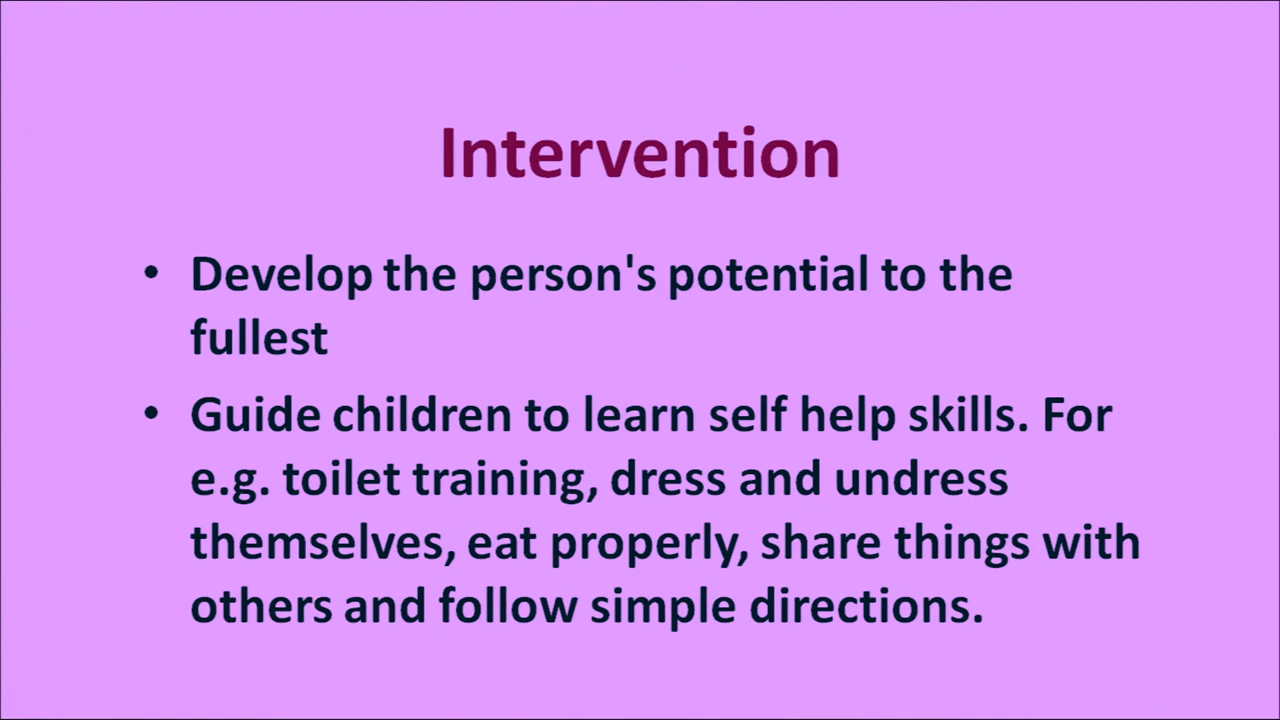 Intervention
• Develop the person's potential to the
fullest
• Guide children to learn self help skills. For
e.g. toilet training, dress and undress
themselves, eat properly, share things with
others and follow simple directions.